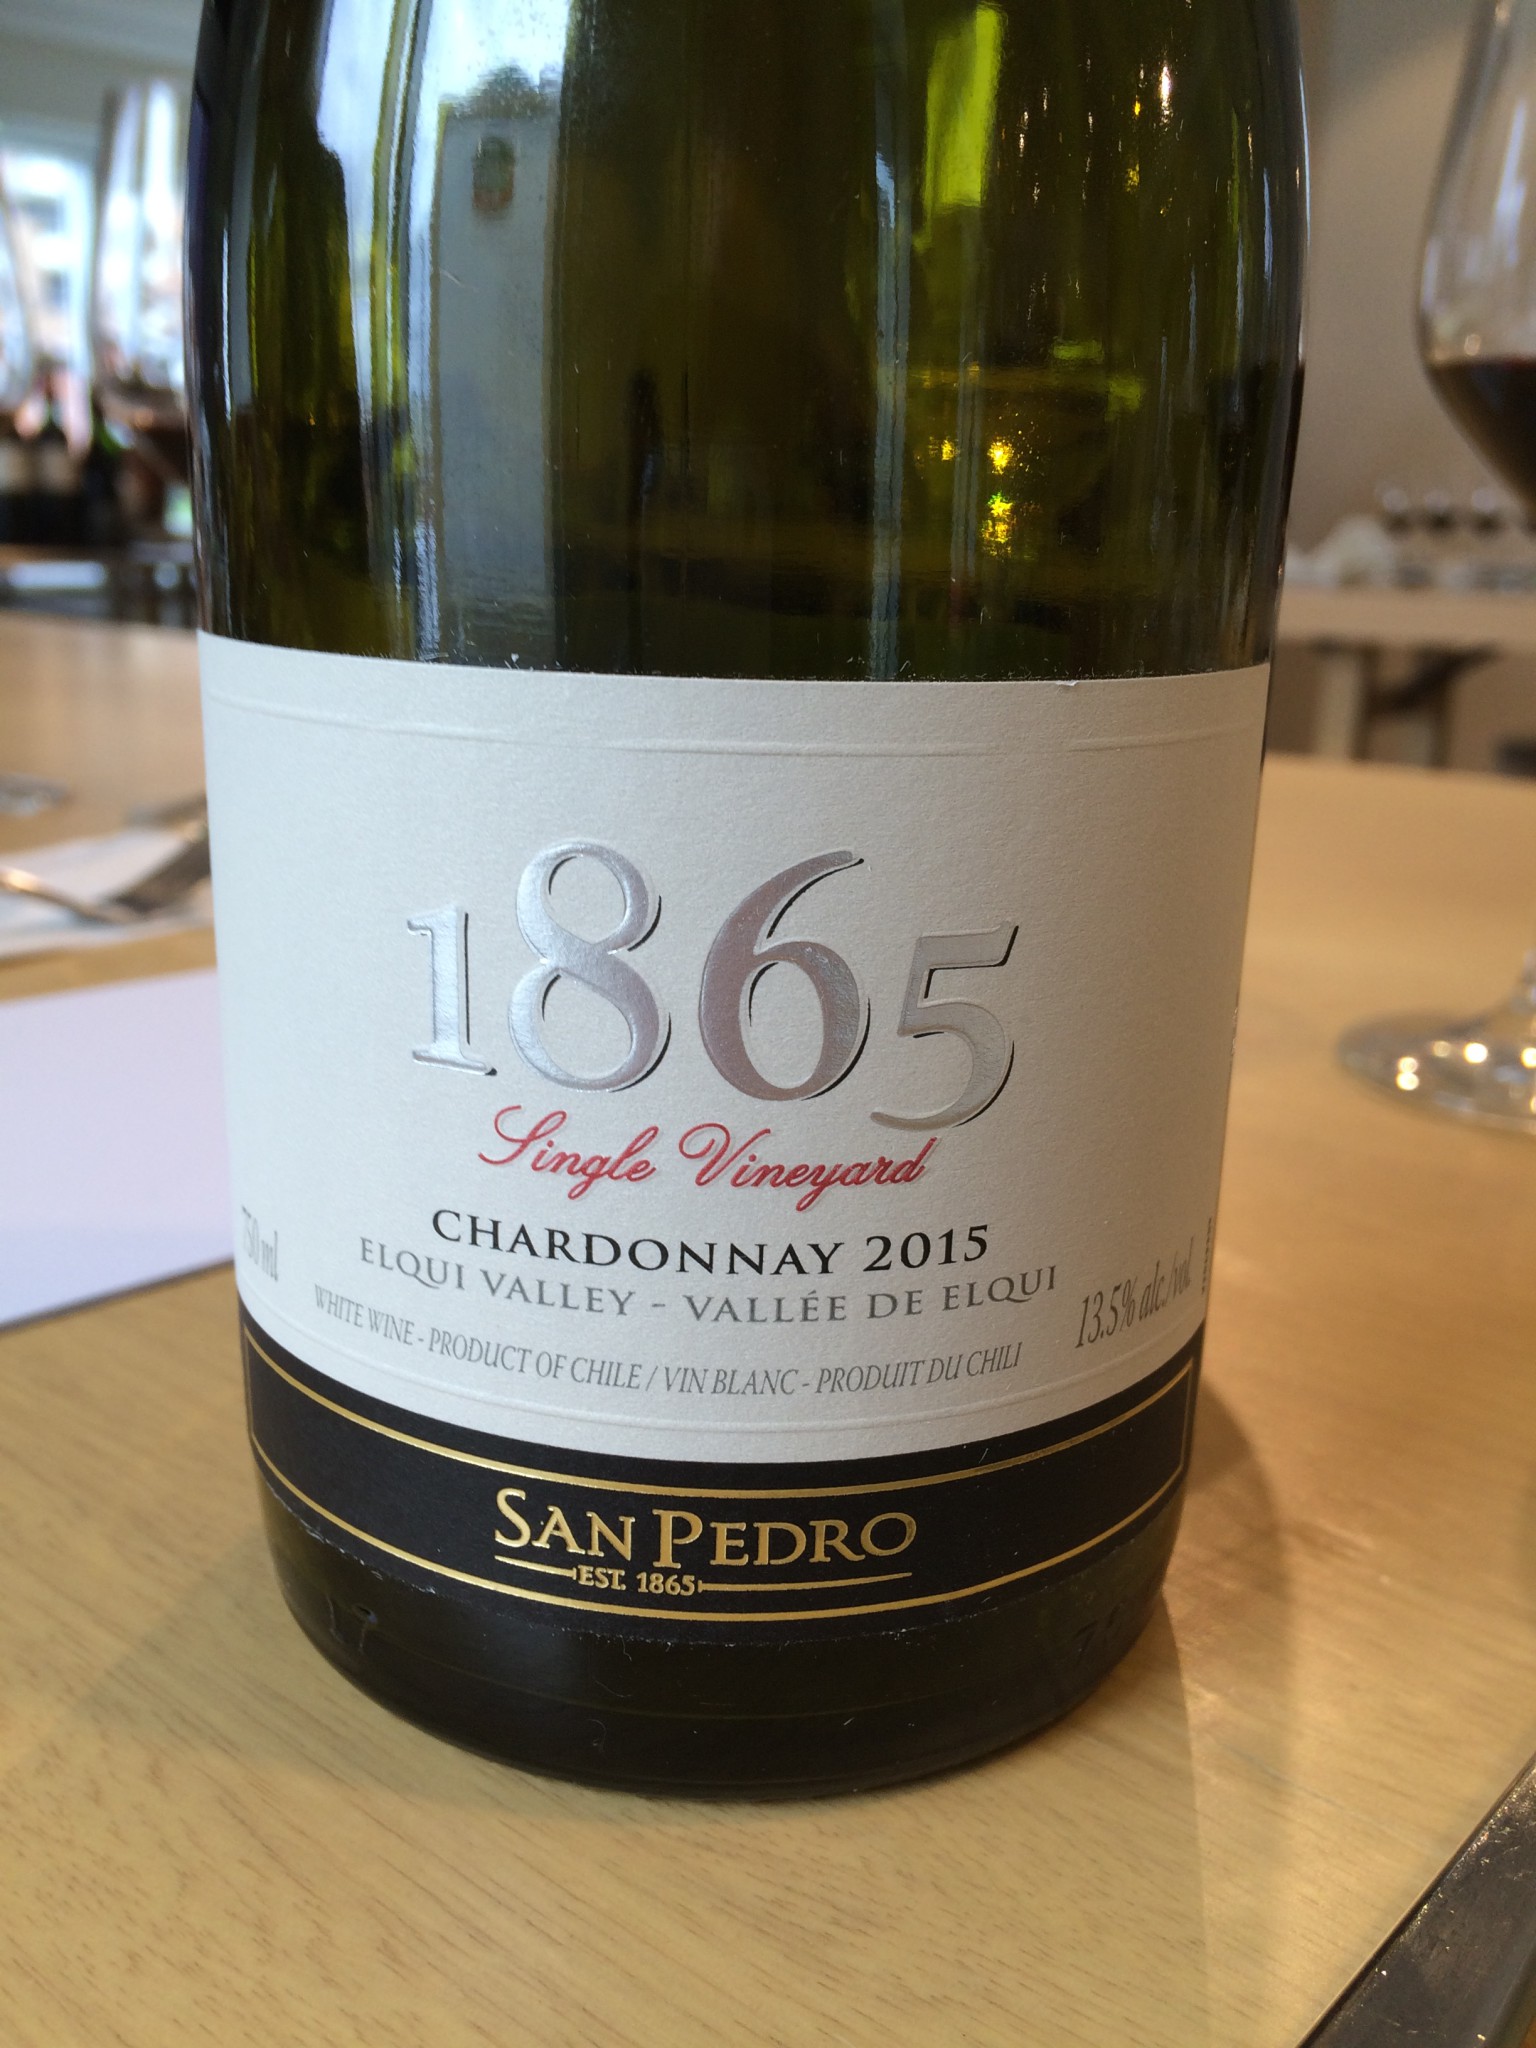 1865
Single Vineyard
CHARDONNAY 2015
ELQUI VALLEY - VALLÉE DE ELQUI
750 ml
WHITE WINE - PRODUCT OF CHILE / VIN BLANC - PRODUIT DU CHILI
13.5% alc./vol.
SAN PEDRO
EST. 1865